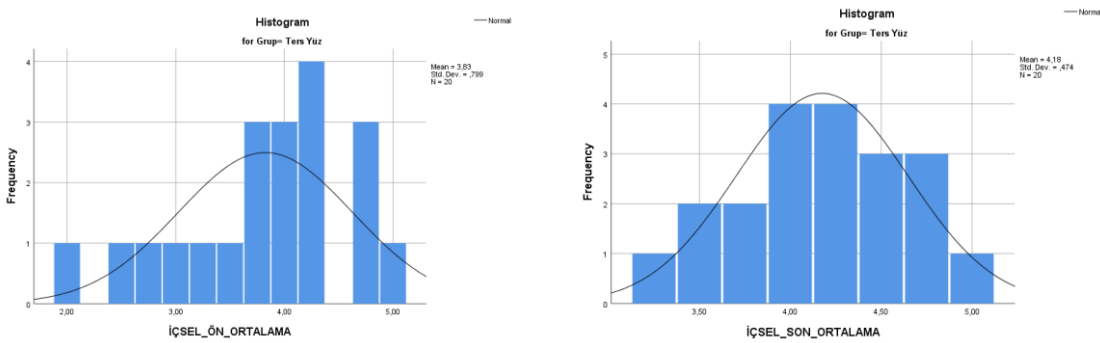 Histogram
for Grup= Ters Yüz
Normal
Mean = 3,83
Std. Dev. = ,799
N = 20
Frequency
4
3
2
1
0
2,00 3,00 4,00 5,00
İÇSEL_ÖN_ORTALAMA
Histogram
for Grup= Ters Yüz
Normal
Mean = 4,18
Std. Dev. = ,474
N = 20
Frequency
5
4
3
2
1
0
3,50 4,00 4,50 5,00
İÇSEL_SON_ORTALAMA